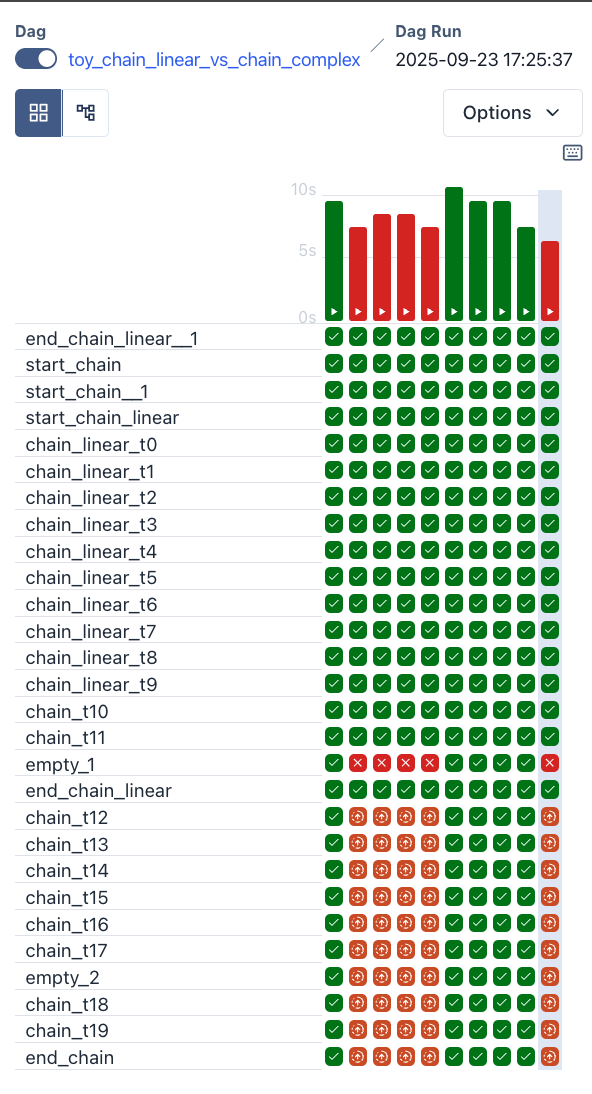 Dag
Dag Run
toy_chain_linear_vs_chain_complex
2025-09-23 17:25:37
Options
10s
5s
0s
end_chain_linear__1
start_chain
start_chain__1
start_chain_linear
chain_linear_t0
chain_linear_t1
chain_linear_t2
chain_linear_t3
chain_linear_t4
chain_linear_t5
chain_linear_t6
chain_linear_t7
chain_linear_t8
chain_linear_t9
chain_t10
chain_t11
empty_1
end_chain_linear
chain_t12
chain_t13
chain_t14
chain_t15
chain_t16
chain_t17
empty_2
chain_t18
chain_t19
end_chain